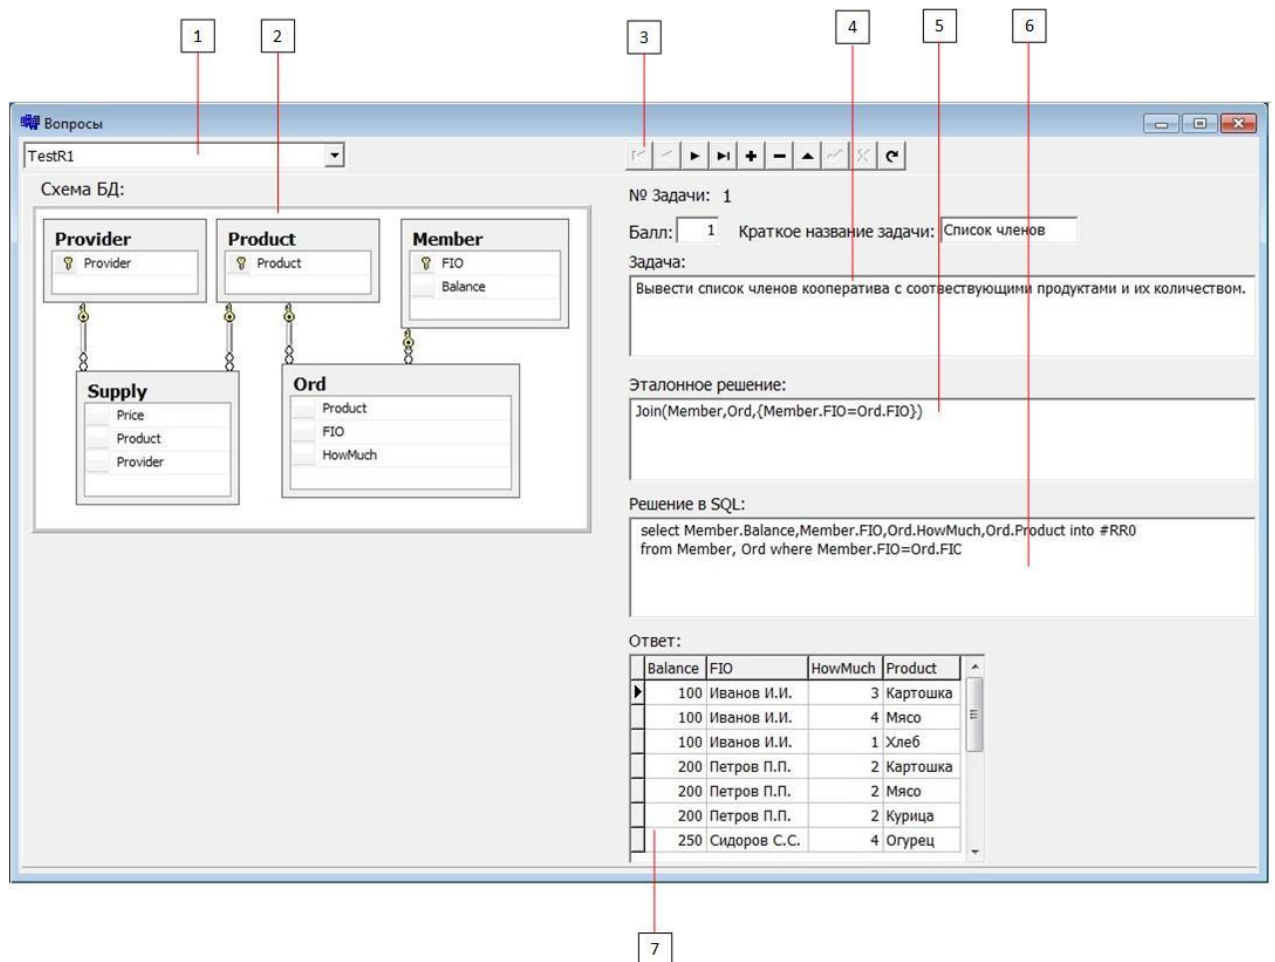 1
2
3
4
5
6
Вопросы
TestR1
Схема БД:
Provider
Provider
Product
Product
Member
FIO
Balance
Supply
Price
Product
Provider
Ord
Product
FIO
HowMuch
№ Задачи: 1
Балл: 1 Краткое название задачи: Список членов
Задача:
Вывести список членов кооператива с соотвествующими продуктами и их количеством.
Эталонное решение:
Join(Member,Ord,{Member.FIO=Ord.FIO})
Решение в SQL:
select Member.Balance,Member.FIO,Ord.HowMuch,Ord.Product into #RR0
from Member, Ord where Member.FIO=Ord.FIC
Ответ:
Balance FIO HowMuch Product
100 Иванов И.И. 3 Картошка
100 Иванов И.И. 4 Мясо
100 Иванов И.И. 1 Хлеб
200 Петров П.П. 2 Картошка
200 Петров П.П. 2 Мясо
200 Петров П.П. 2 Курица
250 Сидоров С.С. 4 Огурец
7